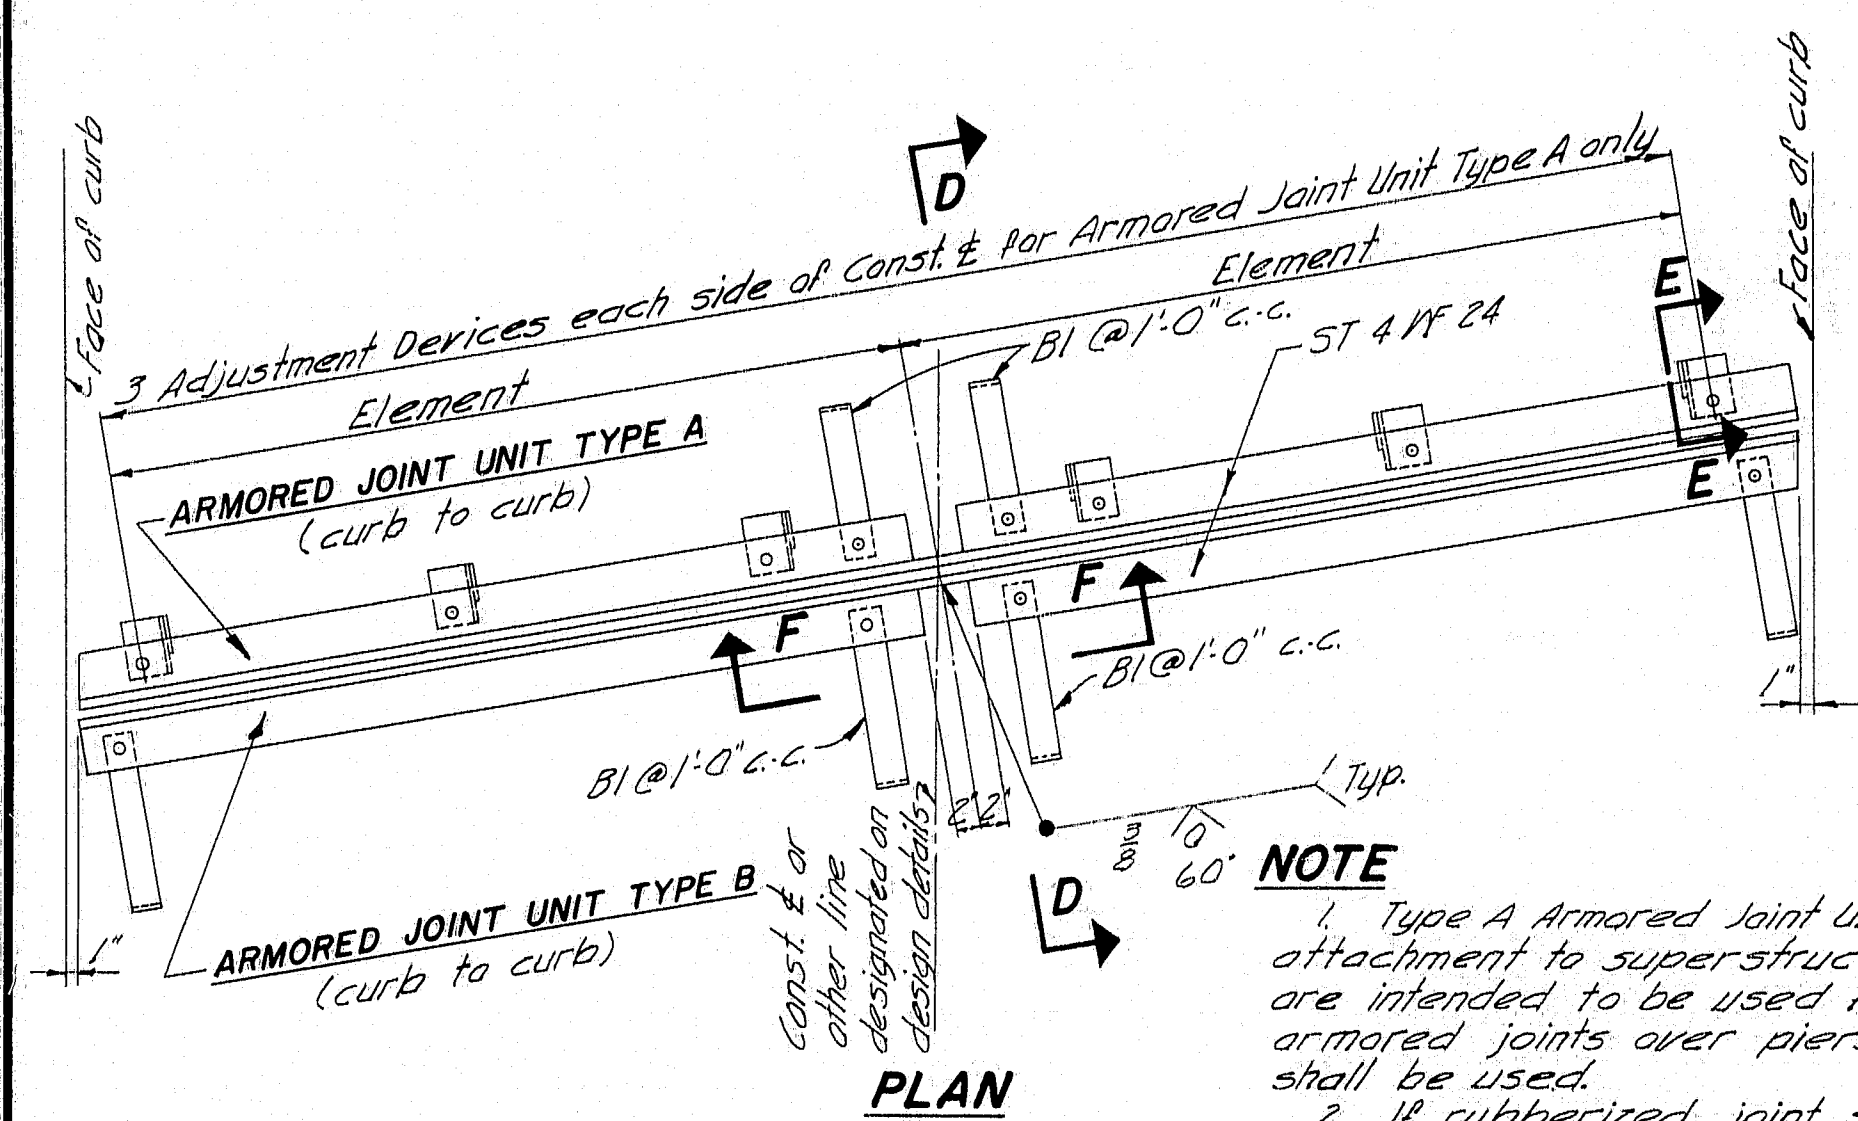 Face of curb
Face of curb
D
3 Adjustment Devices each side of Const. ℄ for Armored Joint Unit Type A only
Element
Element
E
B1 @ 1'-0" c.-c.
ST 4 WF 24
ARMORED JOINT UNIT TYPE A
(curb to curb)
E
F
F
B1 @ 1'-0" c.-c.
1"
B1 @ 1'-0" c.-c.
2" 2"
Typ.
3/8
0
60°
D
ARMORED JOINT UNIT TYPE B
(curb to curb)
1"
Const. ℄ or
other line
designated on
design details
PLAN
NOTE
1. Type A Armored Joint
attachment to
are intended to be used
armored joints over
shall be used.
2. If rubberized joint